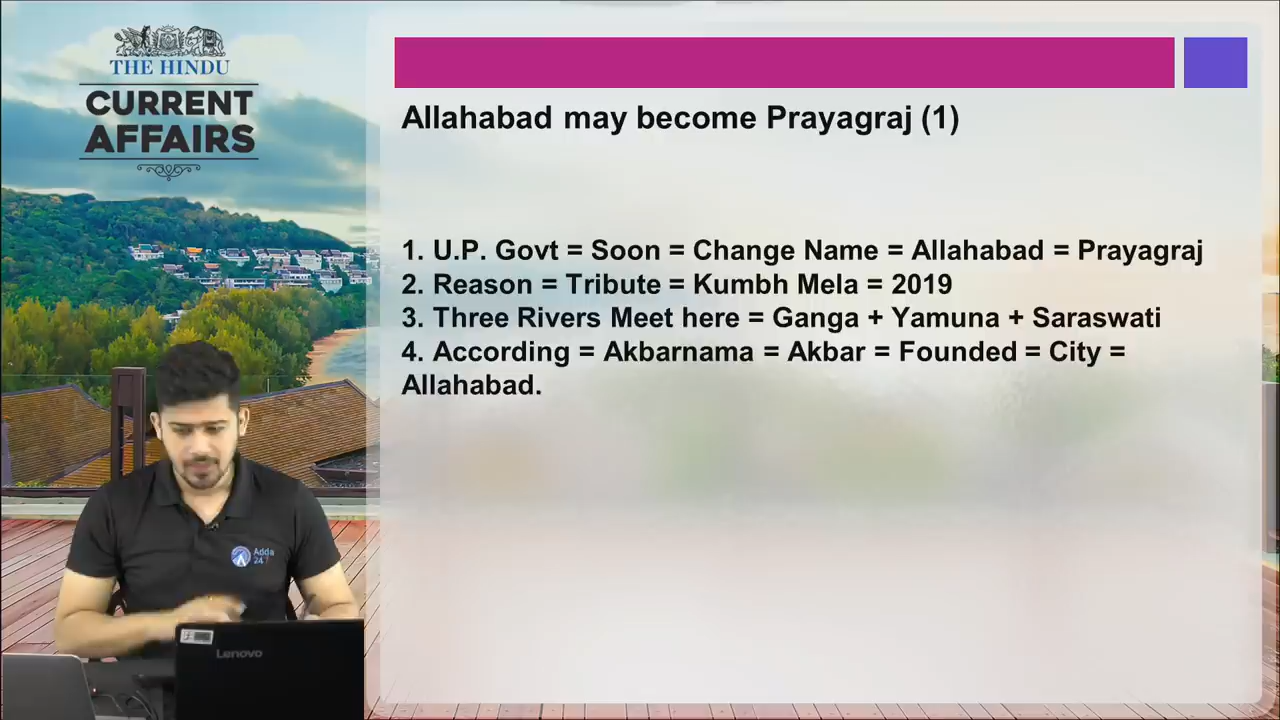 THE HINDU
CURRENT
AFFAIRS
Allahabad may become Prayagraj (1)
1. U.P. Govt = Soon = Change Name = Allahabad = Prayagraj
2. Reason = Tribute = Kumbh Mela = 2019
3. Three Rivers Meet here = Ganga + Yamuna + Saraswati
4. According = Akbarnama = Akbar = Founded = City =
Allahabad.
Adda
24
Lenovo